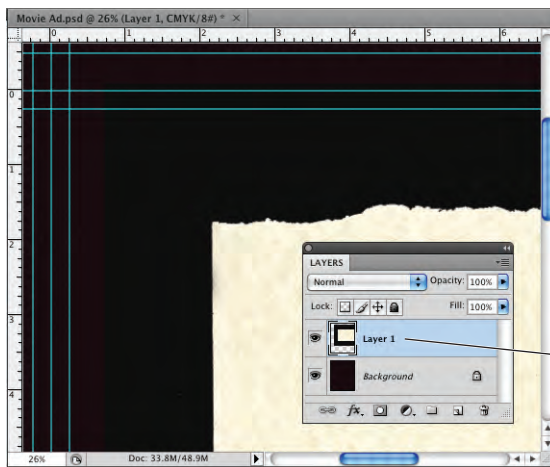 Movie Ad.psd @ 26% (Layer 1, CMYK/8#) * ×
0 1 2 3 4 5 6
0
1
2
3
4
LAYERS
Normal Opacity: 100%
Lock: Fill: 100%
Layer 1
Background
fx.
26% Doc: 33.8M/48.9M